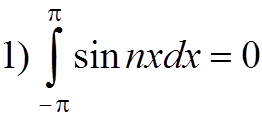 1) ∫_{-π}^{π} sin nxdx = 0